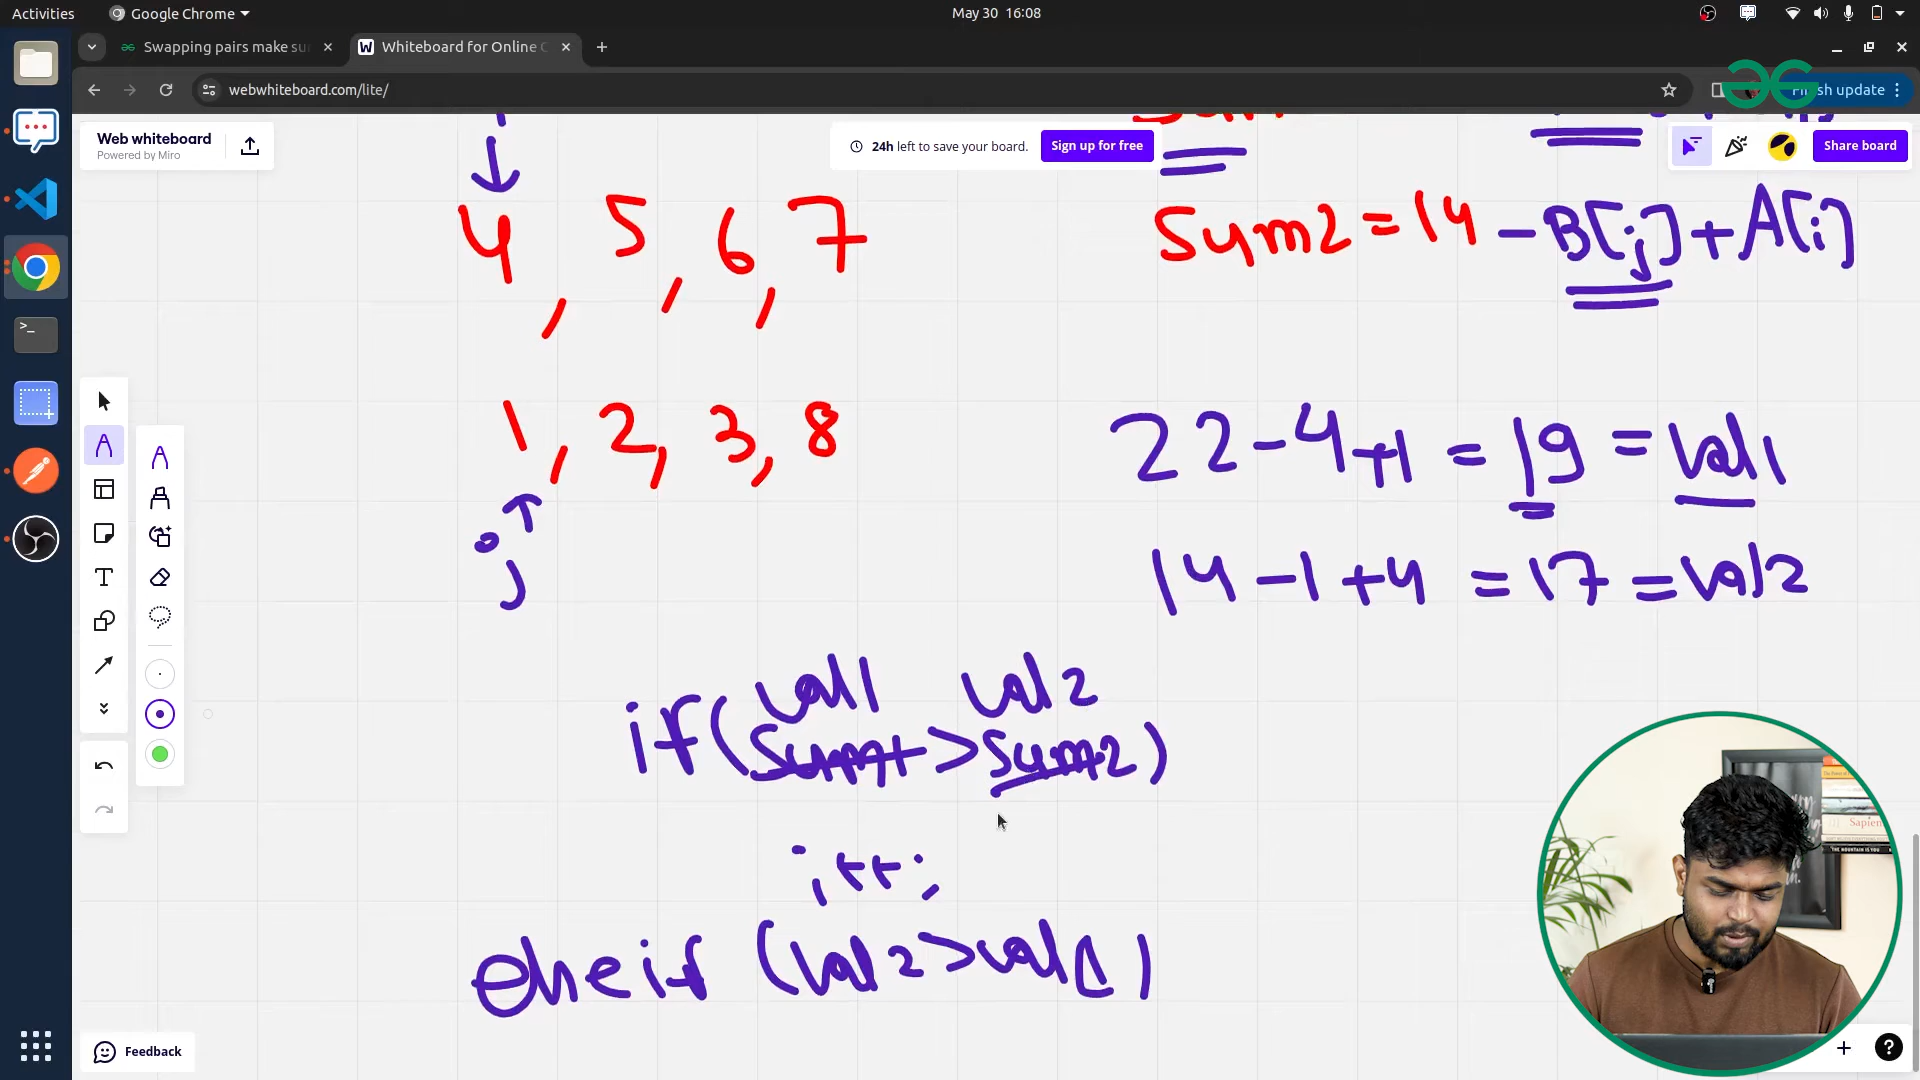 Activities
Google Chrome
May 30 16:08
Swapping pairs make su
Whiteboard for Online C
webwhiteboard.com/lite/
Finish update
Web whiteboard
Powered by Miro
24h left to save your board.
Sign up for free
Share board
4, 5, 6, 7
Sum2 = 14 - B[j] + A[i]
1, 2, 3, 8
22 - 4 + 1 = 19 = val1
j
14 - 1 + 4 = 17 = val2
val1 val2
if (sum1 > sum2)
i++;
else if (val2 > val1)
Feedback